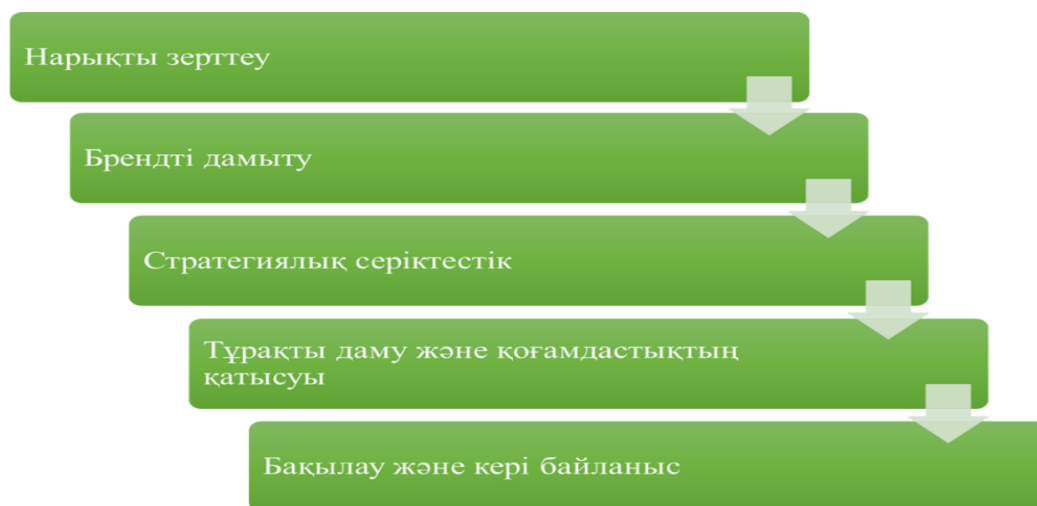 Нарықты зерттеу
Брендті дамыту
Стратегиялық серіктестік
Тұрақты даму және қоғамдастықтың
қатысуы
Бақылау және кері байланыс